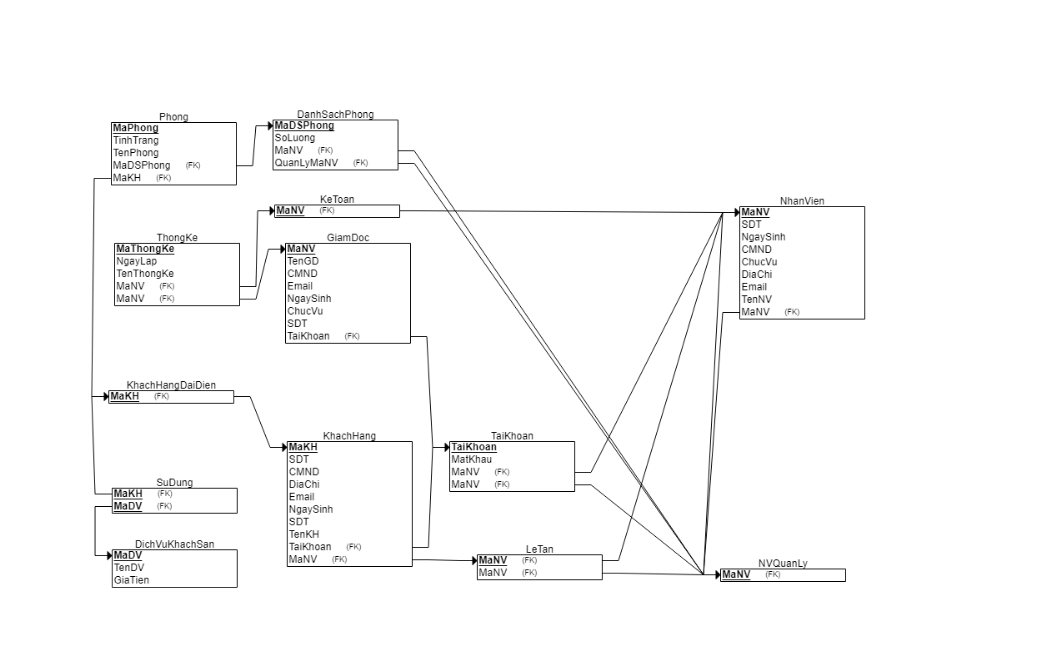 Phong
MaPhong
TinhTrang
TenPhong
MaDSPhong (FK)
MaKH (FK)
DanhSachPhong
MaDSPhong
SoLuong
MaNV (FK)
QuanLyMaNV (FK)
KeToan
MaNV (FK)
NhanVien
MaNV
SDT
NgaySinh
CMND
ChucVu
DiaChi
Email
TenNV
MaNV (FK)
ThongKe
MaThongKe
NgayLap
TenThongKe
MaNV (FK)
MaNV (FK)
GiamDoc
MaNV
TenGD
CMND
Email
NgaySinh
ChucVu
SDT
TaiKhoan (FK)
KhachHangDaiDien
MaKH (FK)
KhachHang
MaKH
SDT
CMND
DiaChi
Email
NgaySinh
SDT
TenKH
TaiKhoan (FK)
MaNV (FK)
TaiKhoan
TaiKhoan
MatKhau
MaNV (FK)
MaNV (FK)
SuDung
MaKH (FK)
MaDV (FK)
DichVuKhachSan
MaDV
TenDV
GiaTien
LeTan
MaNV (FK)
MaNV (FK)
NVQuanLy
MaNV (FK)